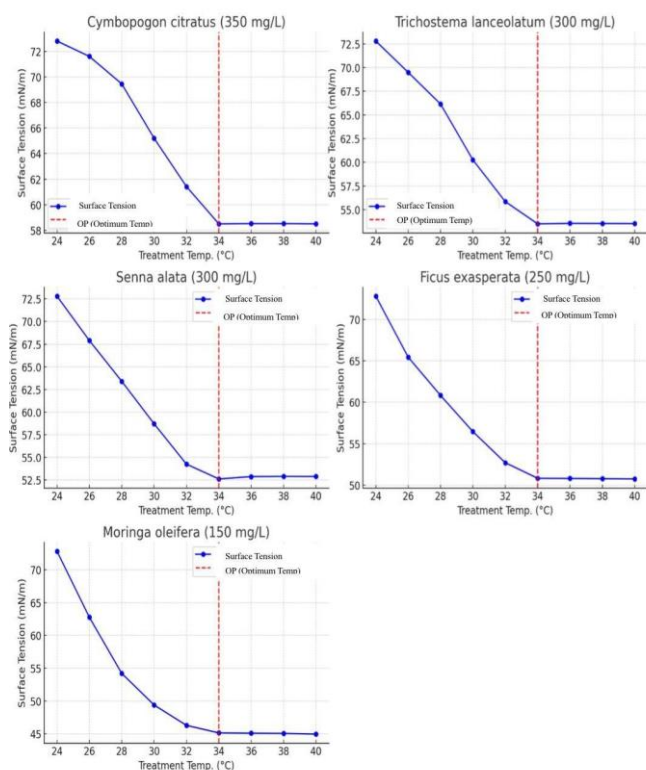 Cymbopogon citratus (350 mg/L)
Surface Tension (mN/m)
72
70
68
66
64
62
60
58
Surface Tension
OP (Optimum Temp)
24 26 28 30 32 34 36 38 40
Treatment Temp. (°C)
Trichostema lanceolatum (300 mg/L)
Surface Tension (mN/m)
72.5
70.0
67.5
65.0
62.5
60.0
57.5
55.0
Surface Tension
OP (Optimum Temp)
24 26 28 30 32 34 36 38 40
Treatment Temp. (°C)
Senna alata (300 mg/L)
Surface Tension (mN/m)
72.5
70.0
67.5
65.0
62.5
60.0
57.5
55.0
52.5
Surface Tension
OP (Optimum Temp)
24 26 28 30 32 34 36 38 40
Treatment Temp. (°C)
Ficus exasperata (250 mg/L)
Surface Tension (mN/m)
70
65
60
55
50
Surface Tension
OP (Optimum Temp)
24 26 28 30 32 34 36 38 40
Treatment Temp. (°C)
Moringa oleifera (150 mg/L)
Surface Tension (mN/m)
70
65
60
55
50
45
Surface Tension
OP (Optimum Temp)
24 26 28 30 32 34 36 38 40
Treatment Temp. (°C)